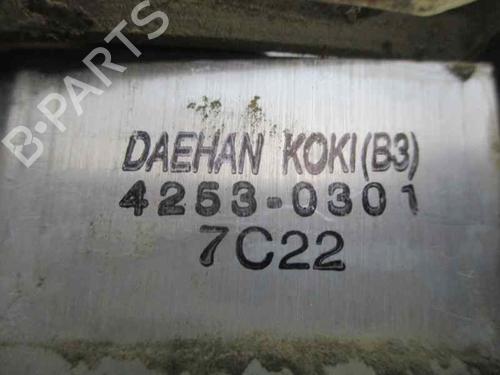 B-PARTS
DAEHAN KOKI(B3)
4253-0301
7C22